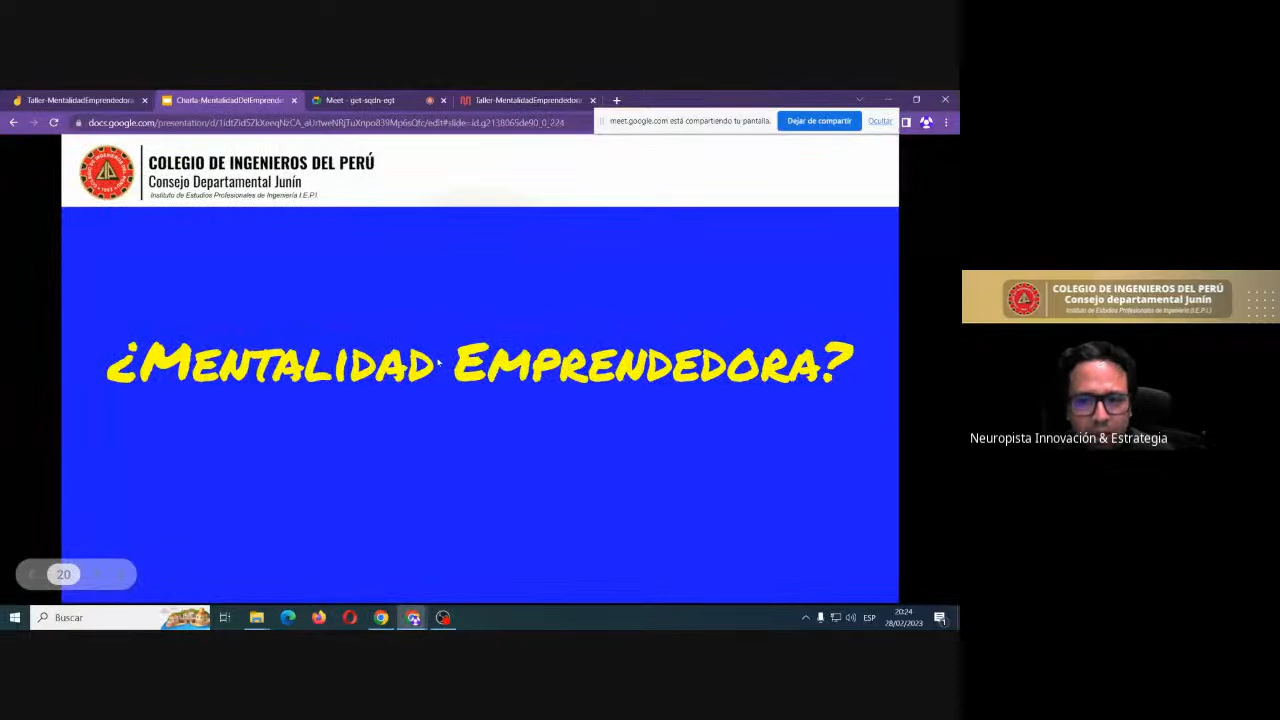 Taller-MentalidadEmprendedora
Charla-MentalidadDelEmprende
Meet - get-sqdn-egt
Taller-MentalidadEmprendedore
meet.google.com está compartiendo tu pantalla.
Dejar de compartir
Ocultar
COLEGIO DE INGENIEROS DEL PERÚ
Consejo Departamental Junín
Instituto de Estudios Profesionales de Ingeniería I.E.P.I
¿MENTALIDAD EMPRENDEDORA?
20
Buscar
ESP
20:24
28/02/2023
COLEGIO DE INGENIEROS DEL PERÚ
Consejo departamental Junín
Instituto de Estudios Profesionales de Ingeniería (I.E.P.I.)
Neuropista Innovación & Estrategia